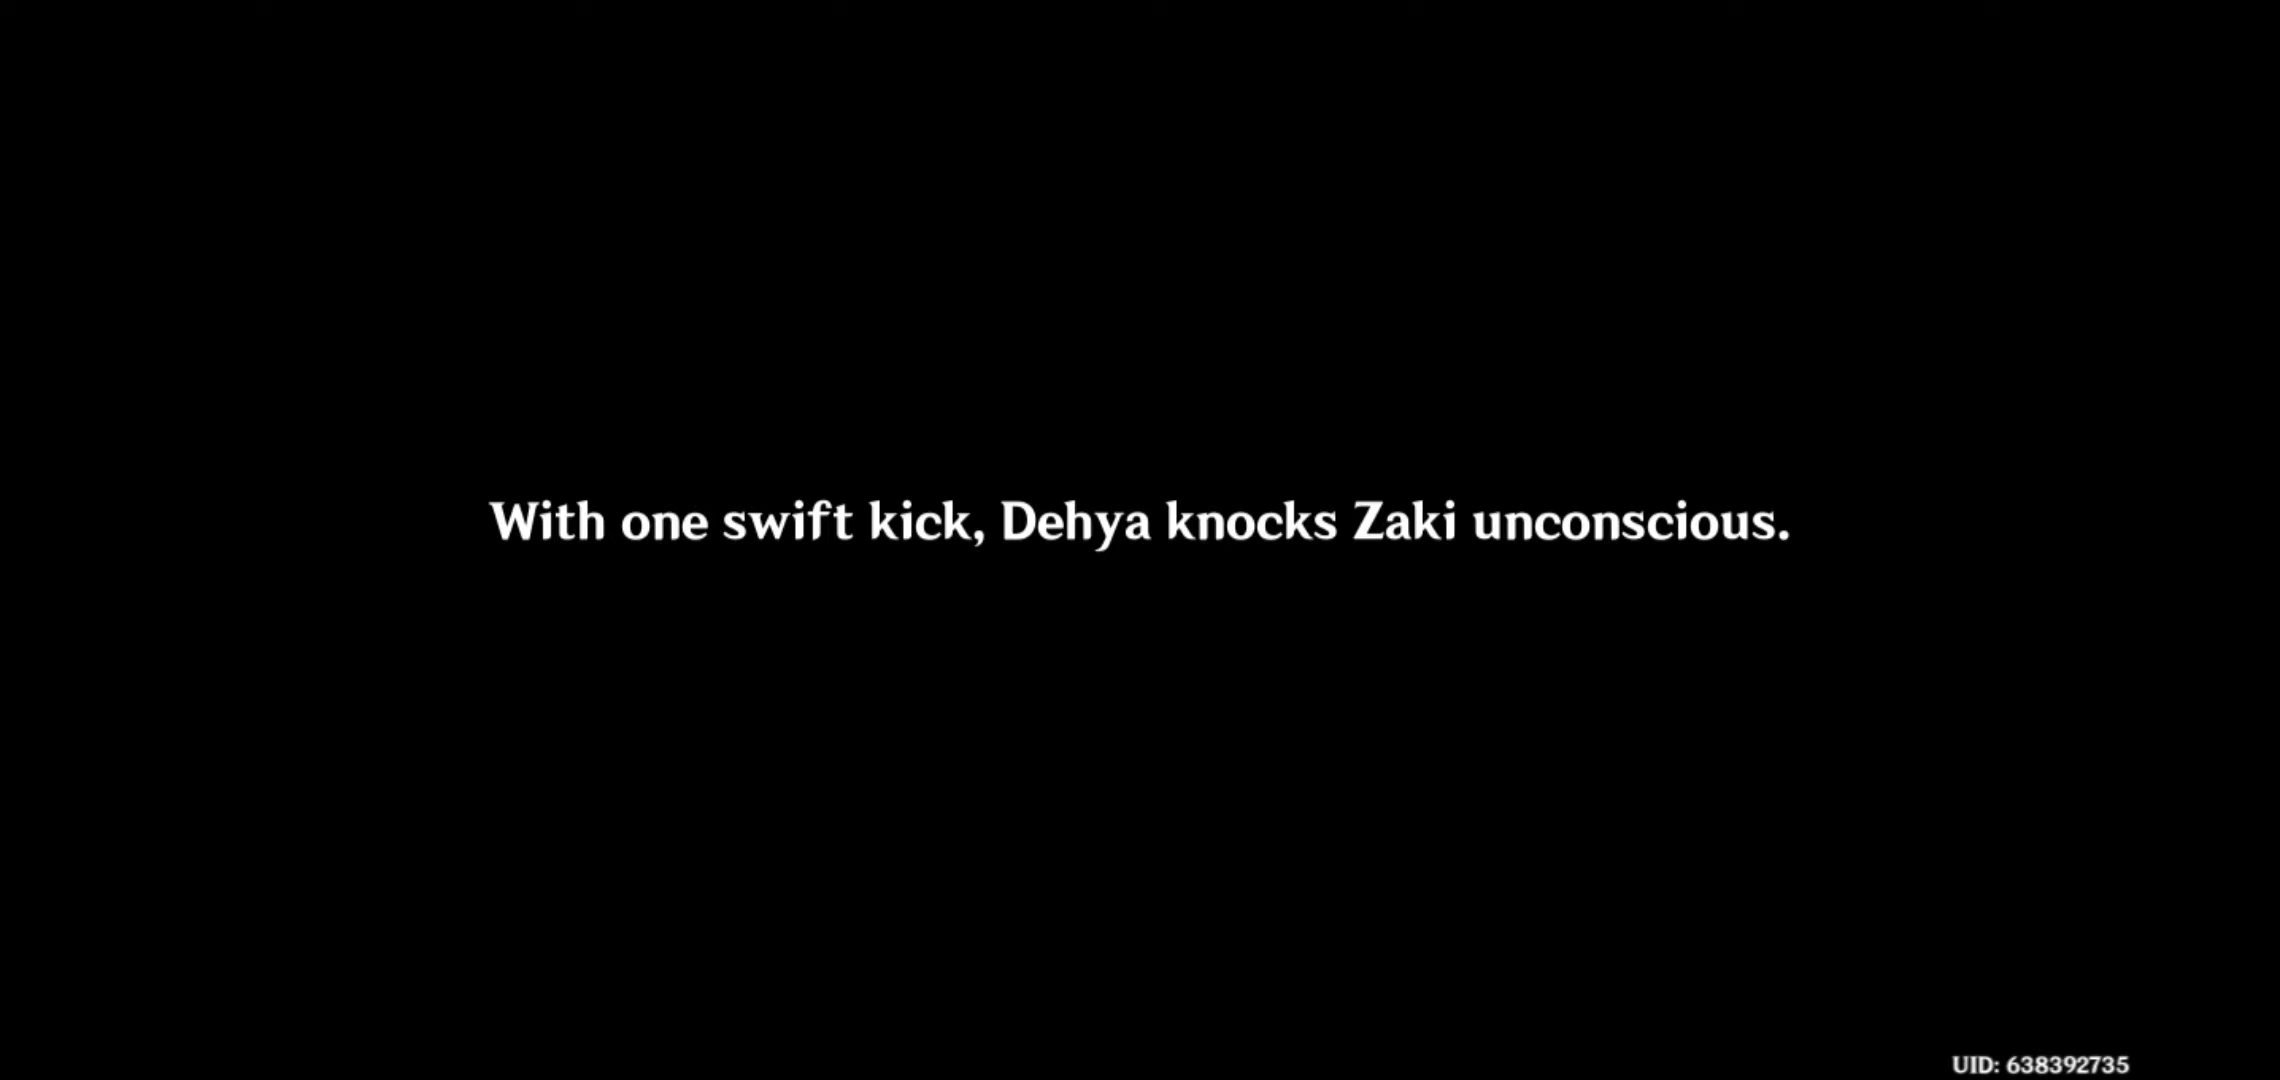 With one swift kick, Dehya knocks Zaki unconscious.
UID: 638392735